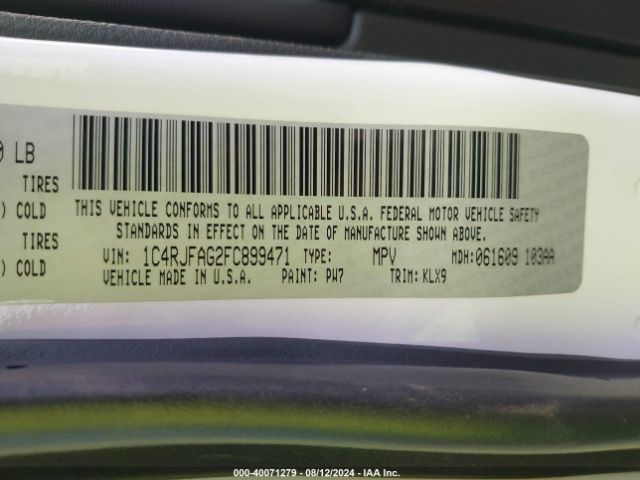 0 LB
TIRES
) COLD
TIRES
) COLD
THIS VEHICLE CONFORMS TO ALL APPLICABLE U.S.A. FEDERAL MOTOR VEHICLE SAFETY
STANDARDS IN EFFECT ON THE DATE OF MANUFACTURE SHOWN ABOVE.
VIN: 1C4RJFAG2FC899471 TYPE: MPV MDH:061609 103AA
VEHICLE MADE IN U.S.A. PAINT: PW7 TRIM: KLX9
000-40071279 - 08/12/2024 - IAA Inc.